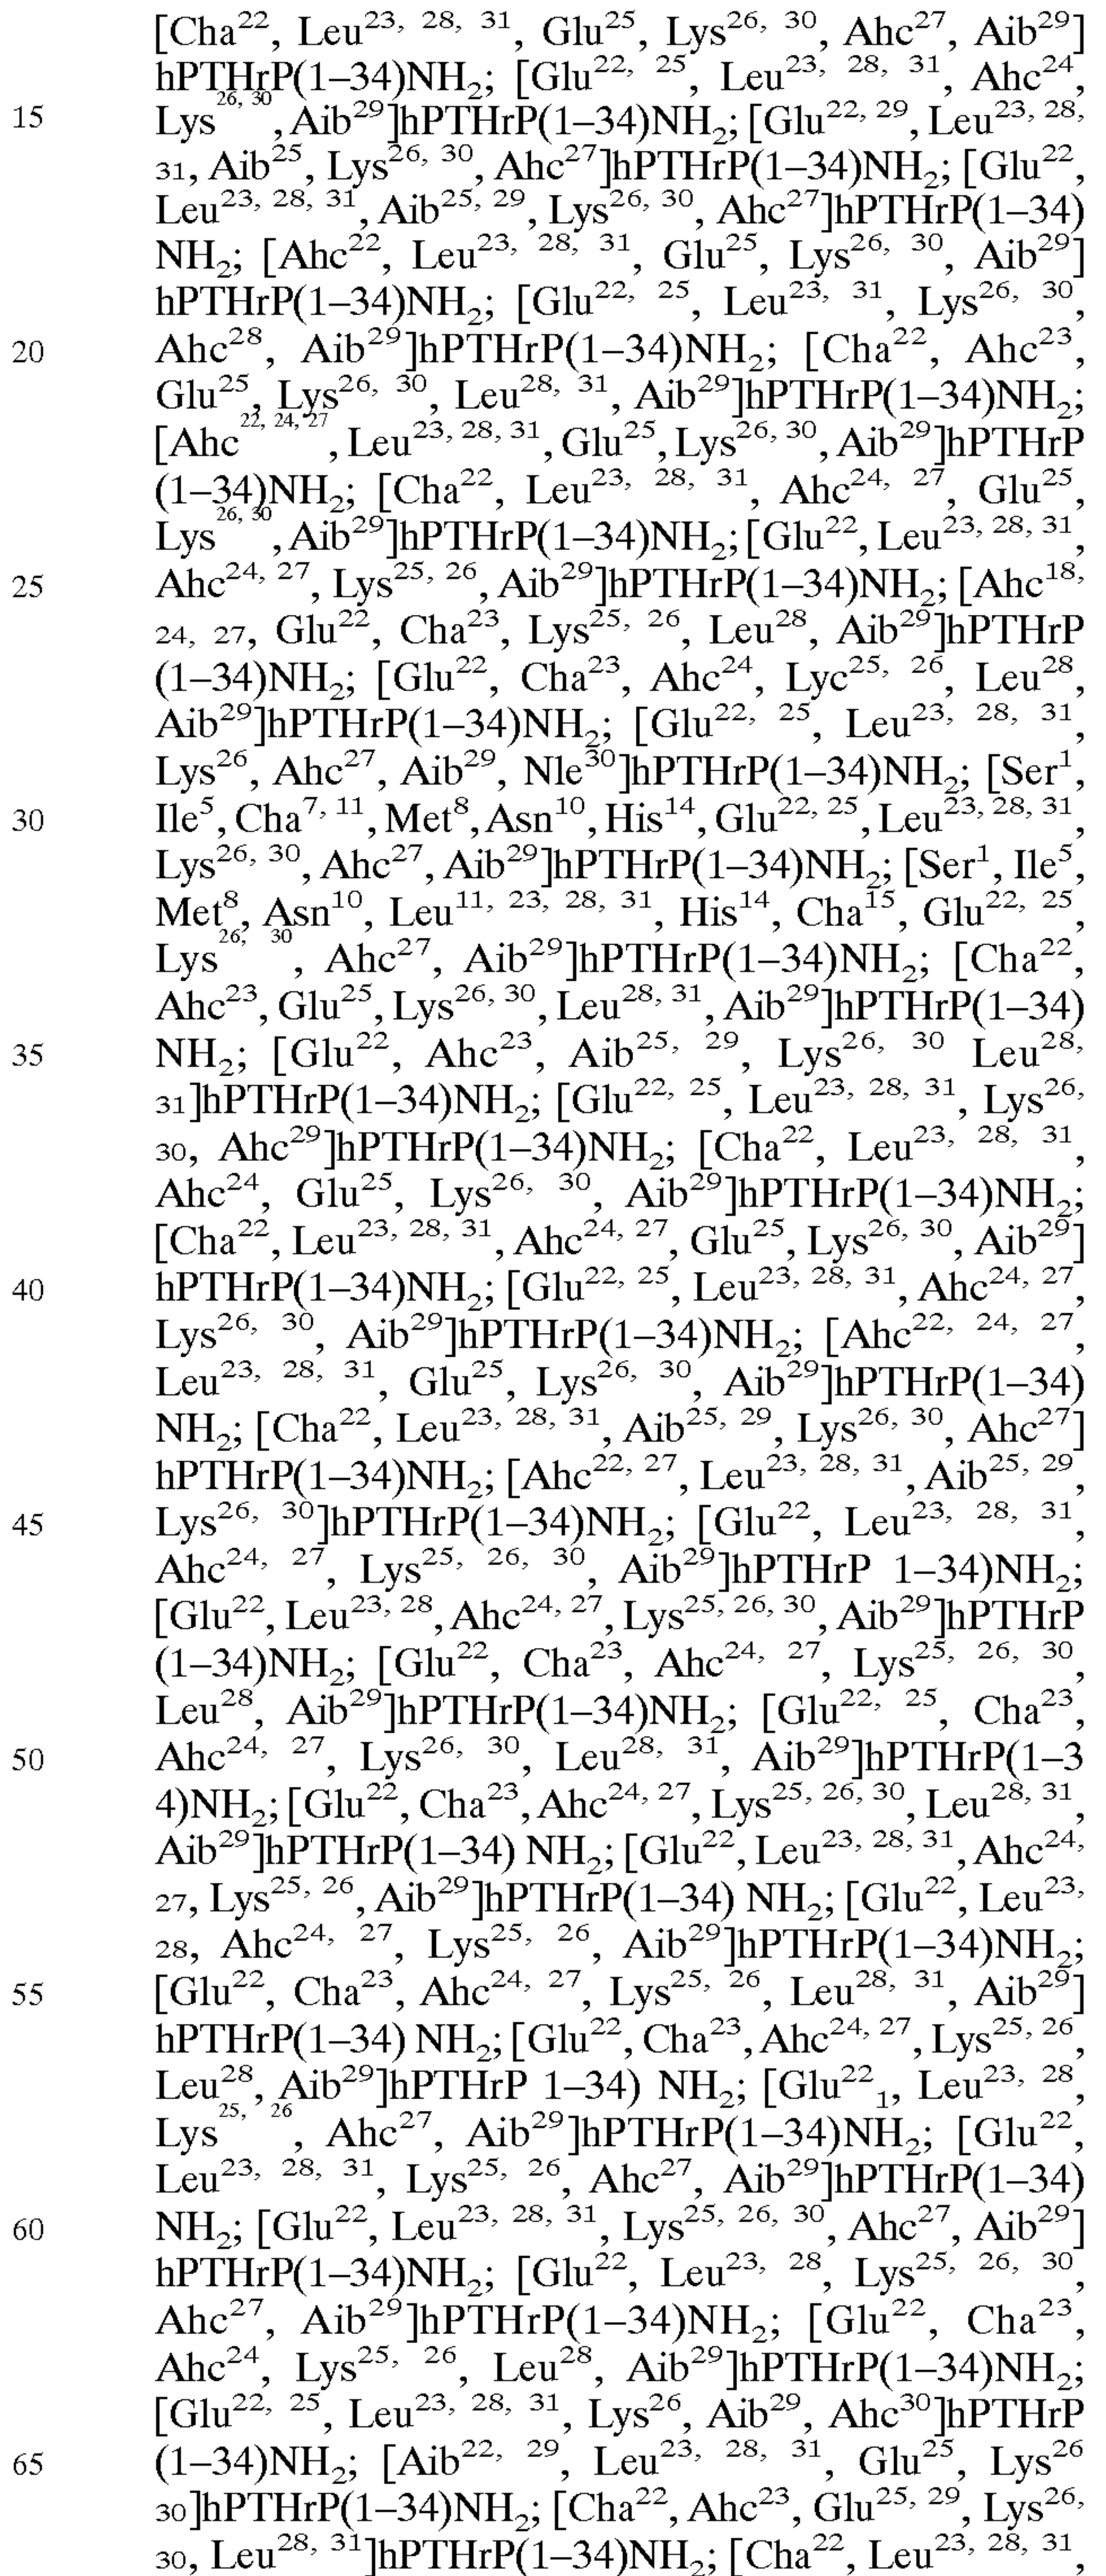 [Cha²², Leu²³, ²⁸, ³¹, Glu²⁵, Lys²⁶, ³⁰, Ahc²⁷, Aib²⁹]
hPTHrP(1–34)NH₂; [Glu²², ²⁵, Leu²³, ²⁸, ³¹, Ahc²⁴,
15 Lys²⁶, ³⁰, Aib²⁹]hPTHrP(1–34)NH₂; [Glu²², ²⁹, Leu²³, ²⁸,
31, Aib²⁵, Lys²⁶, ³⁰, Ahc²⁷]hPTHrP(1–34)NH₂; [Glu²²,
Leu²³, ²⁸, ³¹, Aib²⁵, ²⁹, Lys²⁶, ³⁰, Ahc²⁷]hPTHrP(1–34)
NH₂; [Ahc²², Leu²³, ²⁸, ³¹, Glu²⁵, Lys²⁶, ³⁰, Aib²⁹]
hPTHrP(1–34)NH₂; [Glu²², ²⁵, Leu²³, ³¹, Lys²⁶, ³⁰,
20 Ahc²⁸, Aib²⁹]hPTHrP(1–34)NH₂; [Cha²², Ahc²³,
Glu²⁵, Lys²⁶, ³⁰, Leu²⁸, ³¹, Aib²⁹]hPTHrP(1–34)NH₂;
[Ahc²², ²⁴, ²⁷, Leu²³, ²⁸, ³¹, Glu²⁵, Lys²⁶, ³⁰, Aib²⁹]hPTHrP
(1–34)NH₂; [Cha²², Leu²³, ²⁸, ³¹, Ahc²⁴, ²⁷, Glu²⁵,
Lys²⁶, ³⁰, Aib²⁹]hPTHrP(1–34)NH₂; [Glu²², Leu²³, ²⁸, ³¹,
25 Ahc²⁴, ²⁷, Lys²⁵, ²⁶, Aib²⁹]hPTHrP(1–34)NH₂; [Ahc¹⁸,
24, 27, Glu²², Cha²³, Lys²⁵, ²⁶, Leu²⁸, Aib²⁹]hPTHrP
(1–34)NH₂; [Glu²², Cha²³, Ahc²⁴, Lyc²⁵, ²⁶, Leu²⁸,
Aib²⁹]hPTHrP(1–34)NH₂; [Glu²², ²⁵, Leu²³, ²⁸, ³¹,
Lys²⁶, Ahc²⁷, Aib²⁹, Nle³⁰]hPTHrP(1–34)NH₂; [Ser¹,
30 Ile⁵, Cha⁷, ¹¹, Met⁸, Asn¹⁰, His¹⁴, Glu²², ²⁵, Leu²³, ²⁸, ³¹,
Lys²⁶, ³⁰, Ahc²⁷, Aib²⁹]hPTHrP(1–34)NH₂; [Ser¹, Ile⁵,
Met⁸, Asn¹⁰, Leu¹¹, ²³, ²⁸, ³¹, His¹⁴, Cha¹⁵, Glu²², ²⁵,
Lys²⁶, ³⁰, Ahc²⁷, Aib²⁹]hPTHrP(1–34)NH₂; [Cha²²,
Ahc²³, Glu²⁵, Lys²⁶, ³⁰, Leu²⁸, ³¹, Aib²⁹]hPTHrP(1–34)
35 NH₂; [Glu²², Ahc²³, Aib²⁵, ²⁹, Lys²⁶, ³⁰ Leu²⁸,
31]hPTHrP(1–34)NH₂; [Glu²², ²⁵, Leu²³, ²⁸, ³¹, Lys²⁶,
30, Ahc²⁹]hPTHrP(1–34)NH₂; [Cha²², Leu²³, ²⁸, ³¹,
Ahc²⁴, Glu²⁵, Lys²⁶, ³⁰, Aib²⁹]hPTHrP(1–34)NH₂;
[Cha²², Leu²³, ²⁸, ³¹, Ahc²⁴, ²⁷, Glu²⁵, Lys²⁶, ³⁰, Aib²⁹]
40 hPTHrP(1–34)NH₂; [Glu²², ²⁵, Leu²³, ²⁸, ³¹, Ahc²⁴, ²⁷,
Lys²⁶, ³⁰, Aib²⁹]hPTHrP(1–34)NH₂; [Ahc²², ²⁴, ²⁷,
Leu²³, ²⁸, ³¹, Glu²⁵, Lys²⁶, ³⁰, Aib²⁹]hPTHrP(1–34)
NH₂; [Cha²², Leu²³, ²⁸, ³¹, Aib²⁵, ²⁹, Lys²⁶, ³⁰, Ahc²⁷]
hPTHrP(1–34)NH₂; [Ahc²², ²⁷, Leu²³, ²⁸, ³¹, Aib²⁵, ²⁹,
45 Lys²⁶, ³⁰]hPTHrP(1–34)NH₂; [Glu²², Leu²³, ²⁸, ³¹,
Ahc²⁴, ²⁷, Lys²⁵, ²⁶, ³⁰, Aib²⁹]hPTHrP 1–34)NH₂;
[Glu²², Leu²³, ²⁸, Ahc²⁴, ²⁷, Lys²⁵, ²⁶, ³⁰, Aib²⁹]hPTHrP
(1–34)NH₂; [Glu²², Cha²³, Ahc²⁴, ²⁷, Lys²⁵, ²⁶, ³⁰,
Leu²⁸, Aib²⁹]hPTHrP(1–34)NH₂; [Glu²², ²⁵, Cha²³,
50 Ahc²⁴, ²⁷, Lys²⁶, ³⁰, Leu²⁸, ³¹, Aib²⁹]hPTHrP(1–3
4)NH₂; [Glu²², Cha²³, Ahc²⁴, ²⁷, Lys²⁵, ²⁶, ³⁰, Leu²⁸, ³¹,
Aib²⁹]hPTHrP(1–34) NH₂; [Glu²², Leu²³, ²⁸, ³¹, Ahc²⁴,
27, Lys²⁵, ²⁶, Aib²⁹]hPTHrP(1–34) NH₂; [Glu²², Leu²³,
28, Ahc²⁴, ²⁷, Lys²⁵, ²⁶, Aib²⁹]hPTHrP(1–34)NH₂;
55 [Glu²², Cha²³, Ahc²⁴, ²⁷, Lys²⁵, ²⁶, Leu²⁸, ³¹, Aib²⁹]
hPTHrP(1–34) NH₂; [Glu²², Cha²³, Ahc²⁴, ²⁷, Lys²⁵, ²⁶,
Leu²⁸, Aib²⁹]hPTHrP 1–34) NH₂; [Glu²²₁, Leu²³, ²⁸,
Lys²⁵, ²⁶, Ahc²⁷, Aib²⁹]hPTHrP(1–34)NH₂; [Glu²²,
Leu²³, ²⁸, ³¹, Lys²⁵, ²⁶, Ahc²⁷, Aib²⁹]hPTHrP(1–34)
60 NH₂; [Glu²², Leu²³, ²⁸, ³¹, Lys²⁵, ²⁶, ³⁰, Ahc²⁷, Aib²⁹]
hPTHrP(1–34)NH₂; [Glu²², Leu²³, ²⁸, Lys²⁵, ²⁶, ³⁰,
Ahc²⁷, Aib²⁹]hPTHrP(1–34)NH₂; [Glu²², Cha²³,
Ahc²⁴, Lys²⁵, ²⁶, Leu²⁸, Aib²⁹]hPTHrP(1–34)NH₂;
[Glu²², ²⁵, Leu²³, ²⁸, ³¹, Lys²⁶, Aib²⁹, Ahc³⁰]hPTHrP
65 (1–34)NH₂; [Aib²², ²⁹, Leu²³, ²⁸, ³¹, Glu²⁵, Lys²⁶
30]hPTHrP(1–34)NH₂; [Cha²², Ahc²³, Glu²⁵, ²⁹, Lys²⁶,
30, Leu²⁸, ³¹]hPTHrP(1–34)NH₂; [Cha²², Leu²³, ²⁸, ³¹,